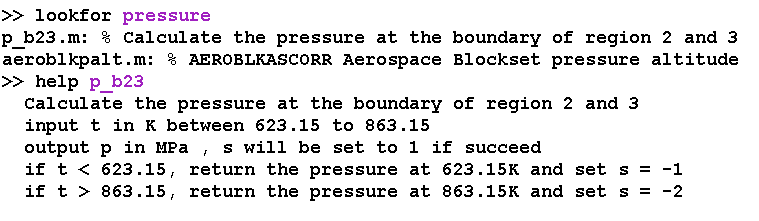 >> lookfor pressure
p_b23.m: % Calculate the pressure at the boundary of region 2 and 3
aeroblkpalt.m: % AEROBLKASCORR Aerospace Blockset pressure altitude
>> help p_b23
  Calculate the pressure at the boundary of region 2 and 3
  input t in K between 623.15 to 863.15
  output p in MPa , s will be set to 1 if succeed
  if t < 623.15, return the pressure at 623.15K and set s = -1
  if t > 863.15, return the pressure at 863.15K and set s = -2